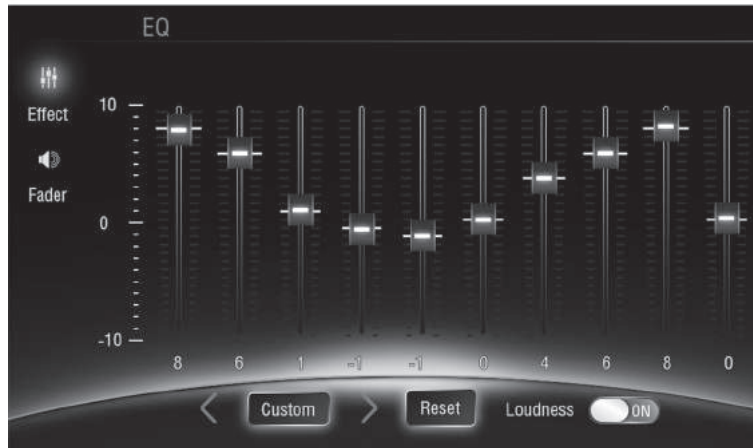 EQ
Effect
Fader
10
0
-10
8 6 1 -1 -1 0 4 6 8 0
Custom Reset Loudness ON